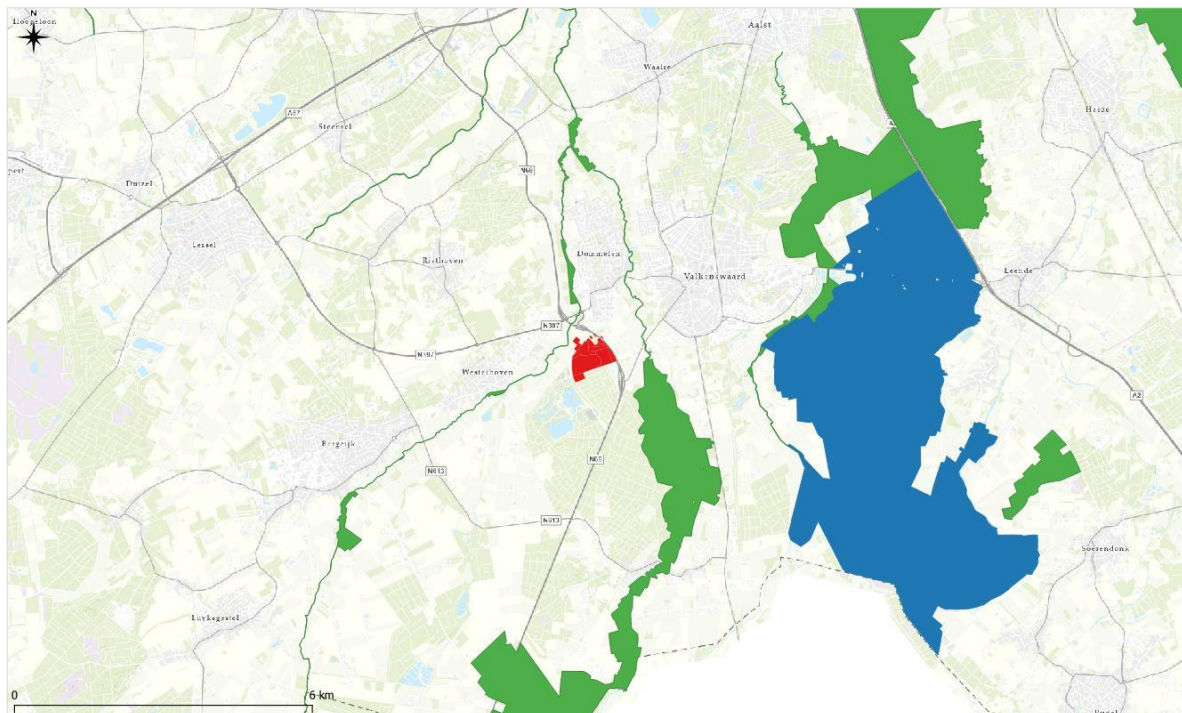 N
Aalst
Waalre
Heeze
A67
Steensel
Duizel
N69
Eersel
Riethoven
Dommelen
Valkenswaard
Leende
N397
N397
Westerhoven
A2
Bergeijk
N69
N613
N613
Soerendonk
Luyksgestel
0 6 km